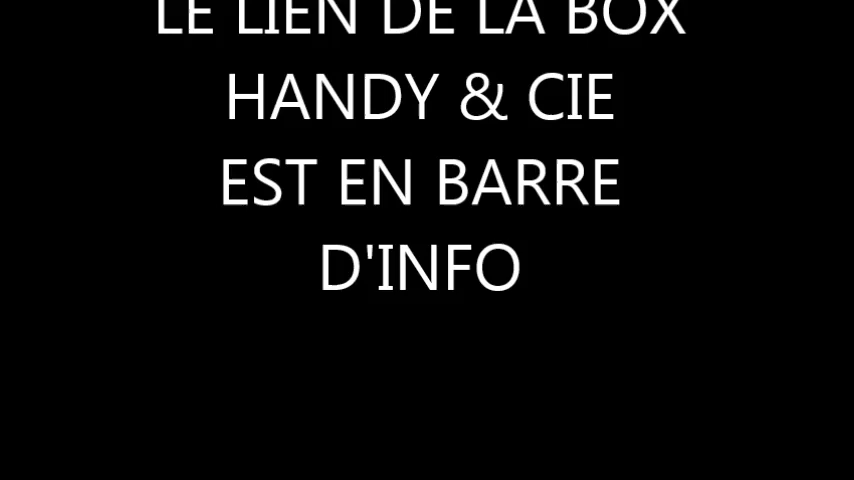 LE LIEN DE LA BOX
HANDY & CIE
EST EN BARRE
D'INFO